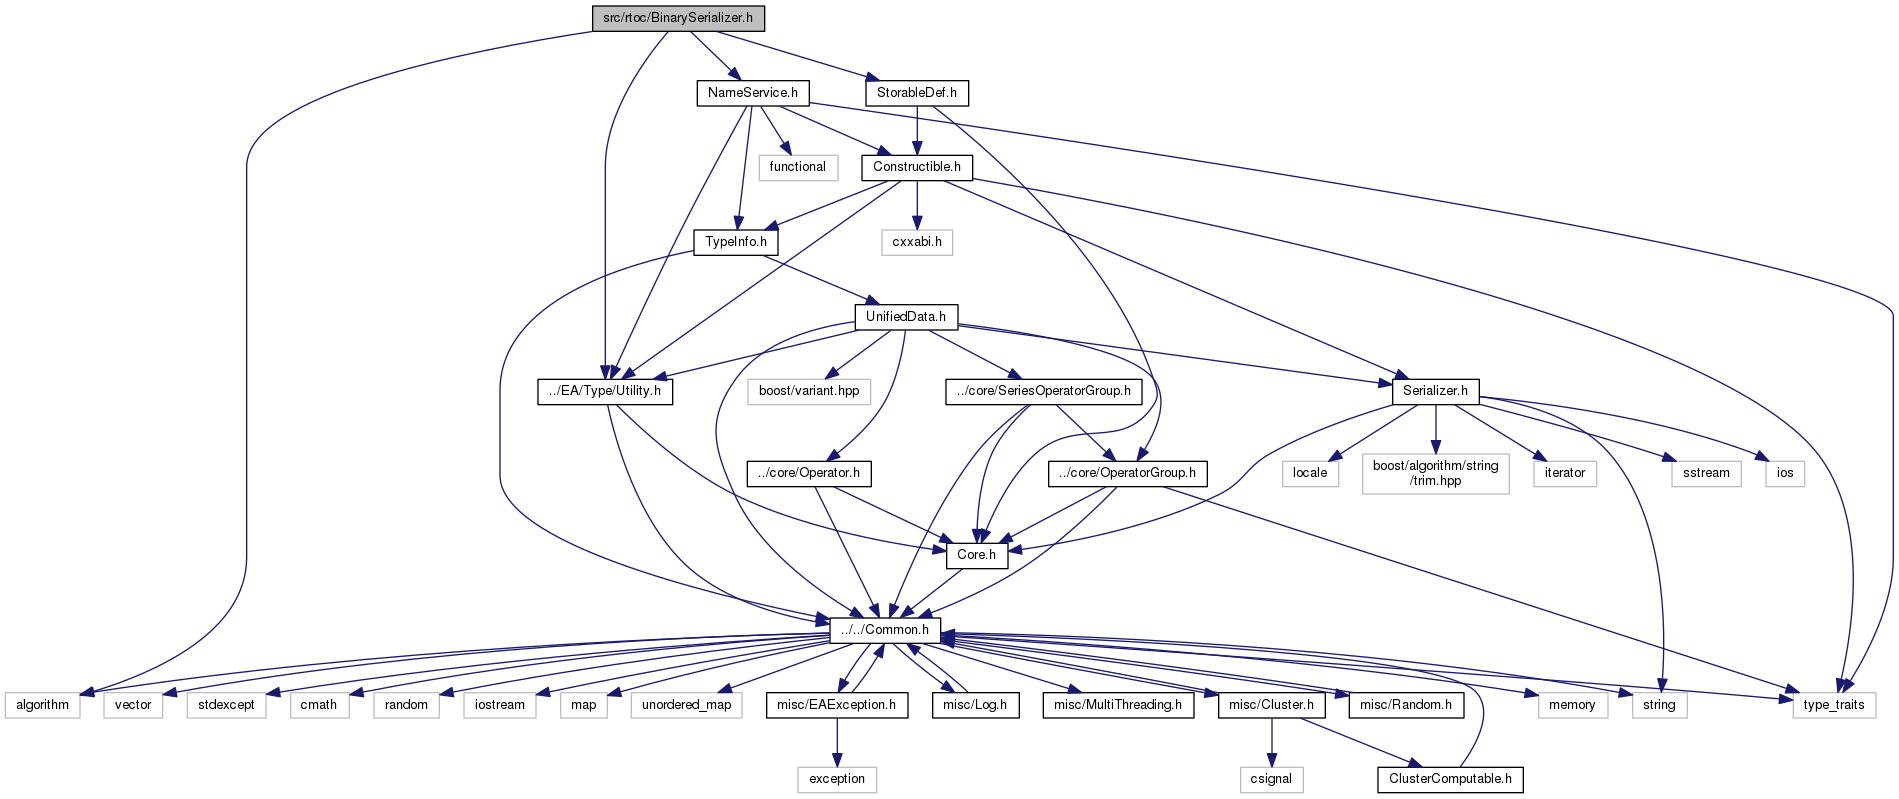 src/rtoc/BinarySerializer.h
NameService.h
StorableDef.h
functional
Constructible.h
TypeInfo.h
cxxabi.h
UnifiedData.h
../EA/Type/Utility.h
boost/variant.hpp
../core/SeriesOperatorGroup.h
Serializer.h
../core/Operator.h
../core/OperatorGroup.h
locale
boost/algorithm/string
/trim.hpp
iterator
sstream
ios
Core.h
../../Common.h
algorithm
vector
stdexcept
cmath
random
iostream
map
unordered_map
misc/EAException.h
misc/Log.h
misc/MultiThreading.h
misc/Cluster.h
misc/Random.h
memory
string
type_traits
exception
csignal
ClusterComputable.h